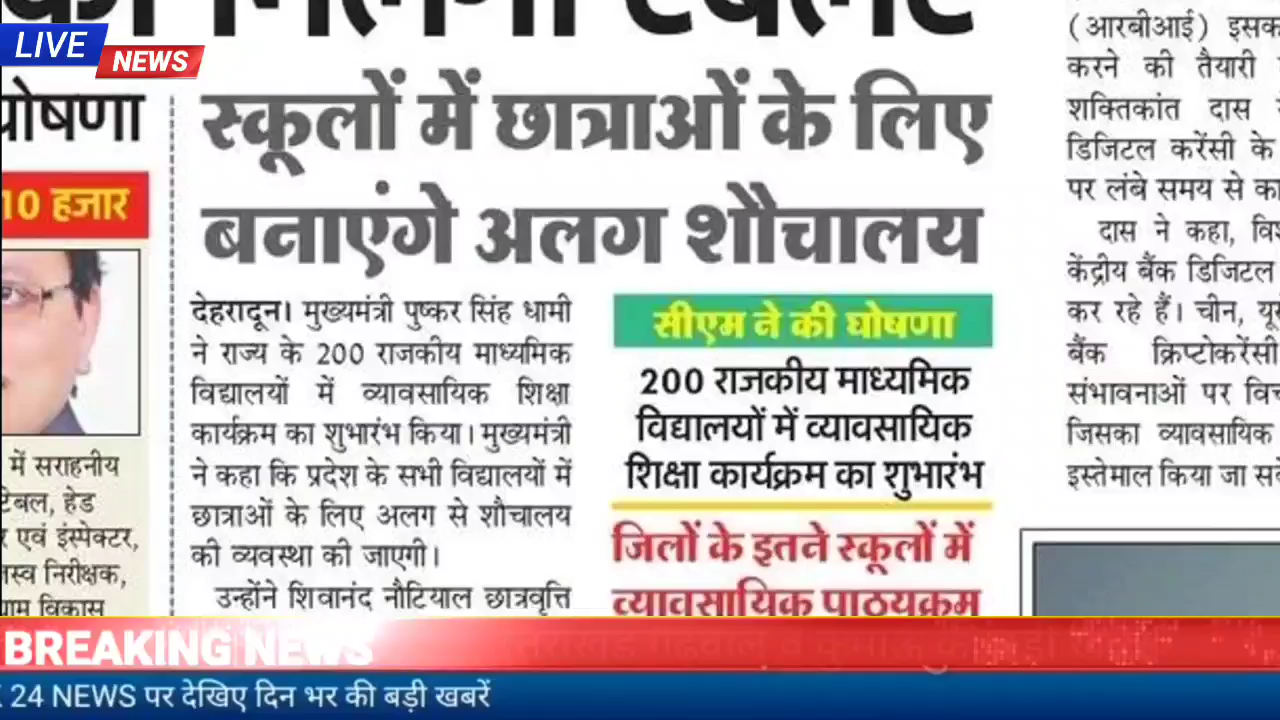 LIVE
NEWS
घोषणा
10 हजार
में सराहनीय
हेड
एवं इंस्पेक्टर,
निरीक्षक,
विकास
स्कूलों में छात्राओं के लिए
बनाएंगे अलग शौचालय
देहरादून। मुख्यमंत्री पुष्कर सिंह धामी
ने राज्य के 200 राजकीय माध्यमिक
विद्यालयों में व्यावसायिक शिक्षा
कार्यक्रम का शुभारंभ किया। मुख्यमंत्री
ने कहा कि प्रदेश के सभी विद्यालयों में
छात्राओं के लिए अलग से शौचालय
की व्यवस्था की जाएगी।
उन्होंने शिवानंद नौटियाल छात्रवृत्ति
सीएम ने की घोषणा
200 राजकीय माध्यमिक
विद्यालयों में व्यावसायिक
शिक्षा कार्यक्रम का शुभारंभ
जिलों के इतने स्कूलों में
व्यावसायिक पाठ्यक्रम
(आरबीआई)
करने की तैयारी
शक्तिकांत दास
डिजिटल करेंसी के
पर लंबे समय से
दास ने कहा,
केंद्रीय बैंक डिजिटल
कर रहे हैं। चीन,
बैंक क्रिप्टोकरेंसी
संभावनाओं पर
जिसका व्यावसायिक
इस्तेमाल किया जा
BREAKING NEWS
24 NEWS पर देखिए दिन भर की बड़ी खबरें